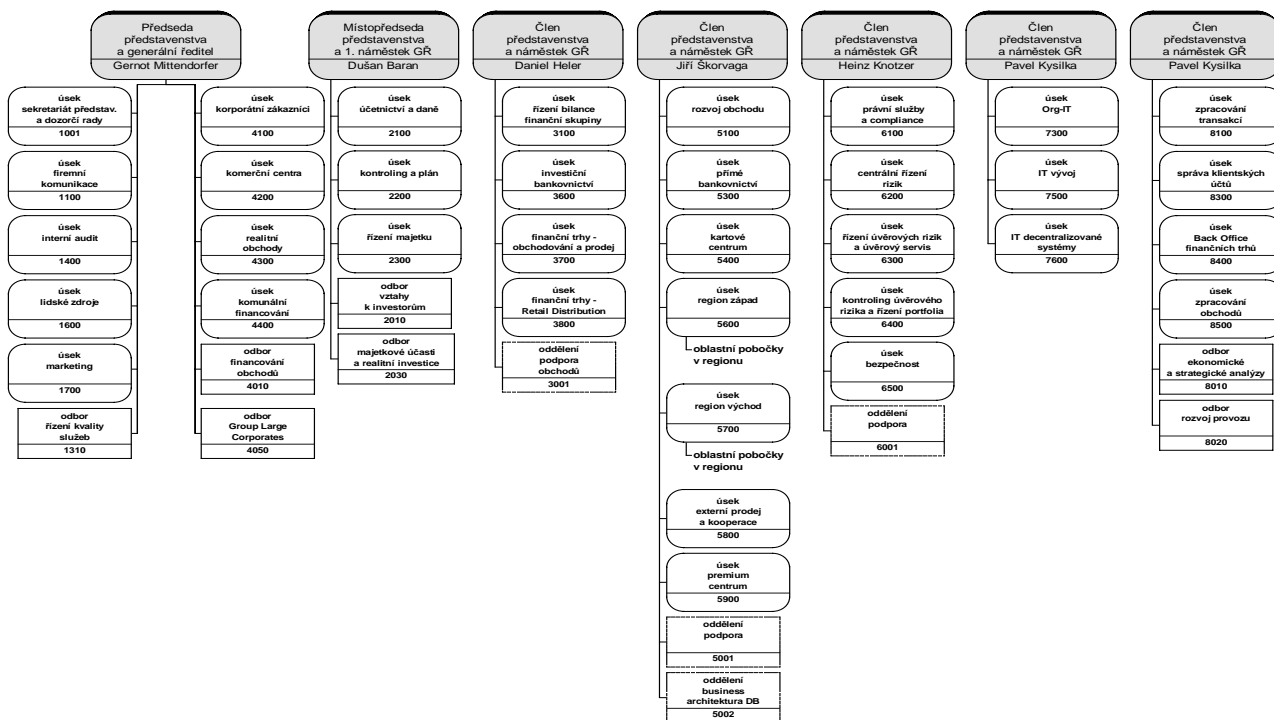 Předseda
představenstva
a generální ředitel
Gernot Mittendorfer
úsek
sekretariát představ.
a dozorčí rady
1001
úsek
firemní
komunikace
1100
úsek
interní audit
1400
úsek
lidské zdroje
1600
úsek
marketing
1700
odbor
řízení kvality
služeb
1310
úsek
korporátní zákazníci
4100
úsek
komerční centra
4200
úsek
realitní
obchody
4300
úsek
komunální
financování
4400
odbor
financování
obchodů
4010
odbor
Group Large
Corporates
4050
Místopředseda
představenstva
a 1. náměstek GŘ
Dušan Baran
úsek
účetnictví a daně
2100
úsek
kontroling a plán
2200
úsek
řízení majetku
2300
odbor
vztahy
k investorům
2010
odbor
majetkové účasti
a realitní investice
2030
Člen
představenstva
a náměstek GŘ
Daniel Heler
úsek
řízení bilance
finanční skupiny
3100
úsek
investiční
bankovnictví
3600
úsek
finanční trhy -
obchodování a prodej
3700
úsek
finanční trhy -
Retail Distribution
3800
oddělení
podpora
obchodů
3001
Člen
představenstva
a náměstek GŘ
Jiří Škorvaga
úsek
rozvoj obchodu
5100
úsek
přímé
bankovnictví
5300
úsek
kartové
centrum
5400
úsek
region západ
5600
oblastní pobočky
v regionu
úsek
region východ
5700
oblastní pobočky
v regionu
úsek
externí prodej
a kooperace
5800
úsek
premium
centrum
5900
oddělení
podpora
5001
oddělení
business
architektura DB
5002
Člen
představenstva
a náměstek GŘ
Heinz Knotzer
úsek
právní služby
a compliance
6100
úsek
centrální řízení
rizik
6200
úsek
řízení úvěrových rizik
a úvěrový servis
6300
úsek
kontroling úvěrového
rizika a řízení portfolia
6400
úsek
bezpečnost
6500
oddělení
podpora
6001
Člen
představenstva
a náměstek GŘ
Pavel Kysilka
úsek
Org-IT
7300
úsek
IT vývoj
7500
úsek
IT decentralizované
systémy
7600
Člen
představenstva
a náměstek GŘ
Pavel Kysilka
úsek
zpracování
transakcí
8100
úsek
správa klientských
účtů
8300
úsek
Back Office
finančních trhů
8400
úsek
zpracování
obchodů
8500
odbor
ekonomické
a strategické analýzy
8010
odbor
rozvoj provozu
8020